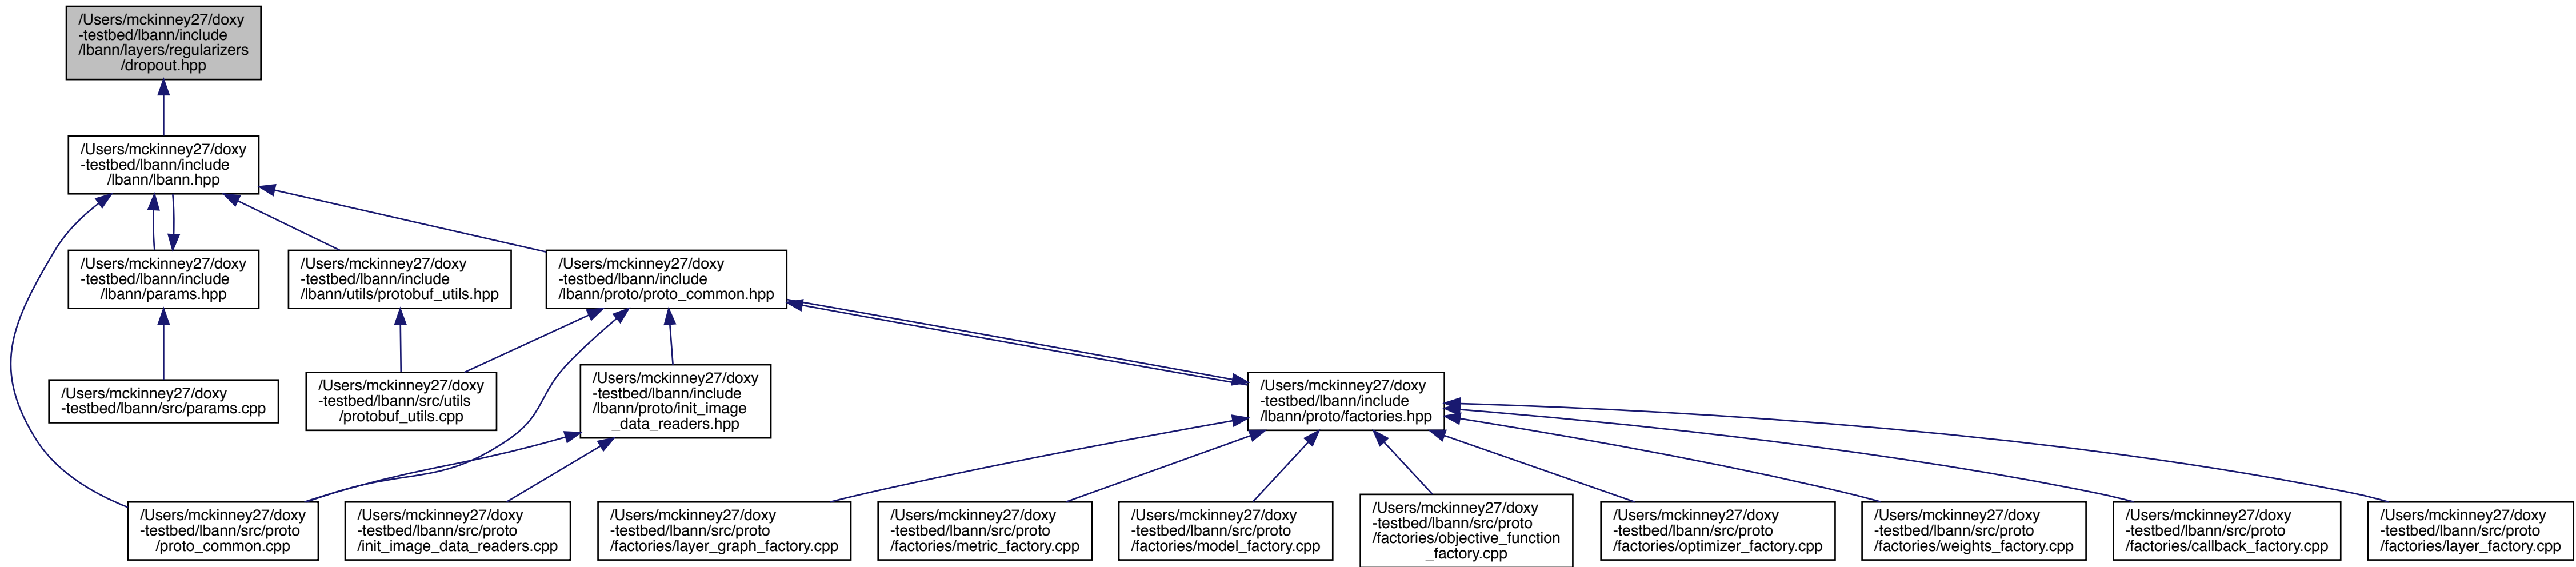 /Users/mckinney27/doxy
-testbed/lbann/include
/lbann/layers/regularizers
/dropout.hpp
/Users/mckinney27/doxy
-testbed/lbann/include
/lbann/lbann.hpp
/Users/mckinney27/doxy
-testbed/lbann/include
/lbann/params.hpp
/Users/mckinney27/doxy
-testbed/lbann/include
/lbann/utils/protobuf_utils.hpp
/Users/mckinney27/doxy
-testbed/lbann/include
/lbann/proto/proto_common.hpp
/Users/mckinney27/doxy
-testbed/lbann/src/params.cpp
/Users/mckinney27/doxy
-testbed/lbann/src/utils
/protobuf_utils.cpp
/Users/mckinney27/doxy
-testbed/lbann/include
/lbann/proto/init_image
_data_readers.hpp
/Users/mckinney27/doxy
-testbed/lbann/include
/lbann/proto/factories.hpp
/Users/mckinney27/doxy
-testbed/lbann/src/proto
/proto_common.cpp
/Users/mckinney27/doxy
-testbed/lbann/src/proto
/init_image_data_readers.cpp
/Users/mckinney27/doxy
-testbed/lbann/src/proto
/factories/layer_graph_factory.cpp
/Users/mckinney27/doxy
-testbed/lbann/src/proto
/factories/metric_factory.cpp
/Users/mckinney27/doxy
-testbed/lbann/src/proto
/factories/model_factory.cpp
/Users/mckinney27/doxy
-testbed/lbann/src/proto
/factories/objective_function
_factory.cpp
/Users/mckinney27/doxy
-testbed/lbann/src/proto
/factories/optimizer_factory.cpp
/Users/mckinney27/doxy
-testbed/lbann/src/proto
/factories/weights_factory.cpp
/Users/mckinney27/doxy
-testbed/lbann/src/proto
/factories/callback_factory.cpp
/Users/mckinney27/doxy
-testbed/lbann/src/proto
/factories/layer_factory.cpp